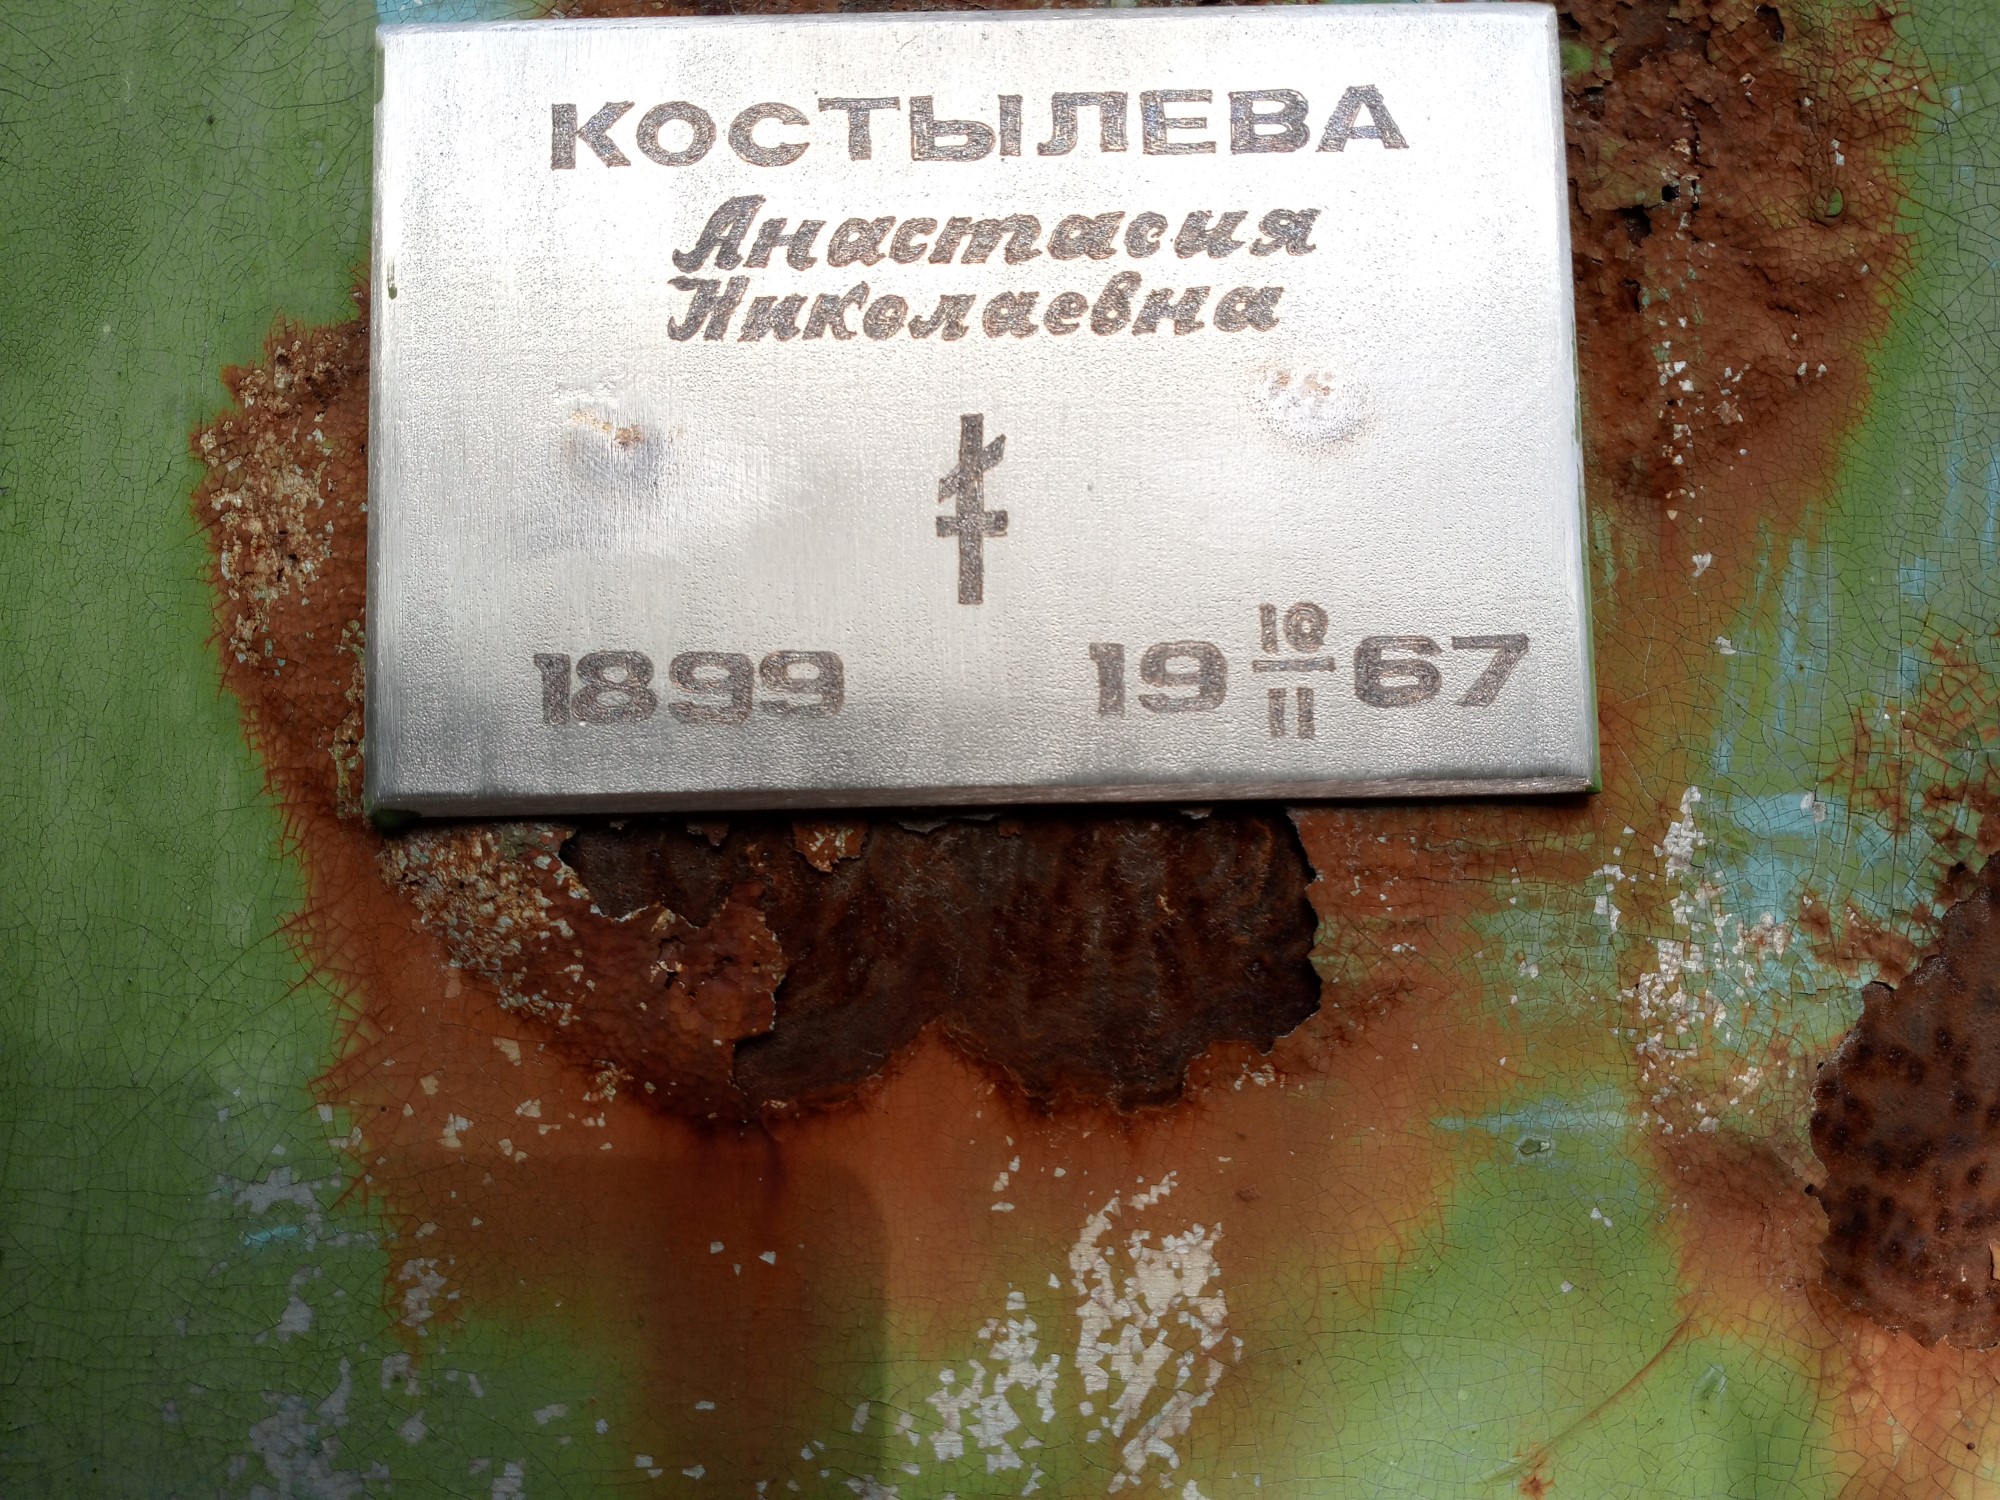 КОСТЫЛЕВА
Анастасия
Николаевна
1899 19 10/11 67